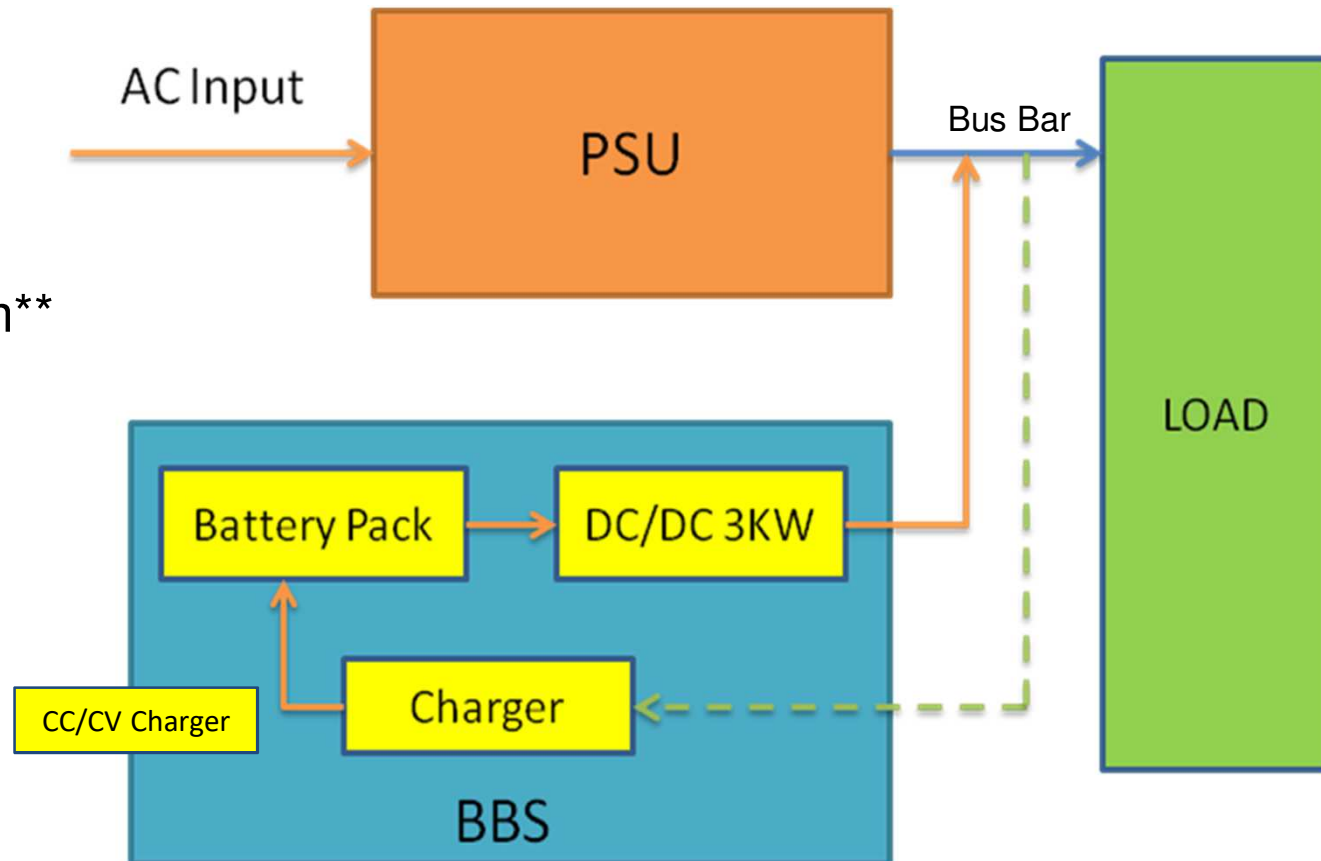 AC Input
PSU
Bus Bar
n**
LOAD
Battery Pack
DC/DC 3KW
Charger
CC/CV Charger
BBS